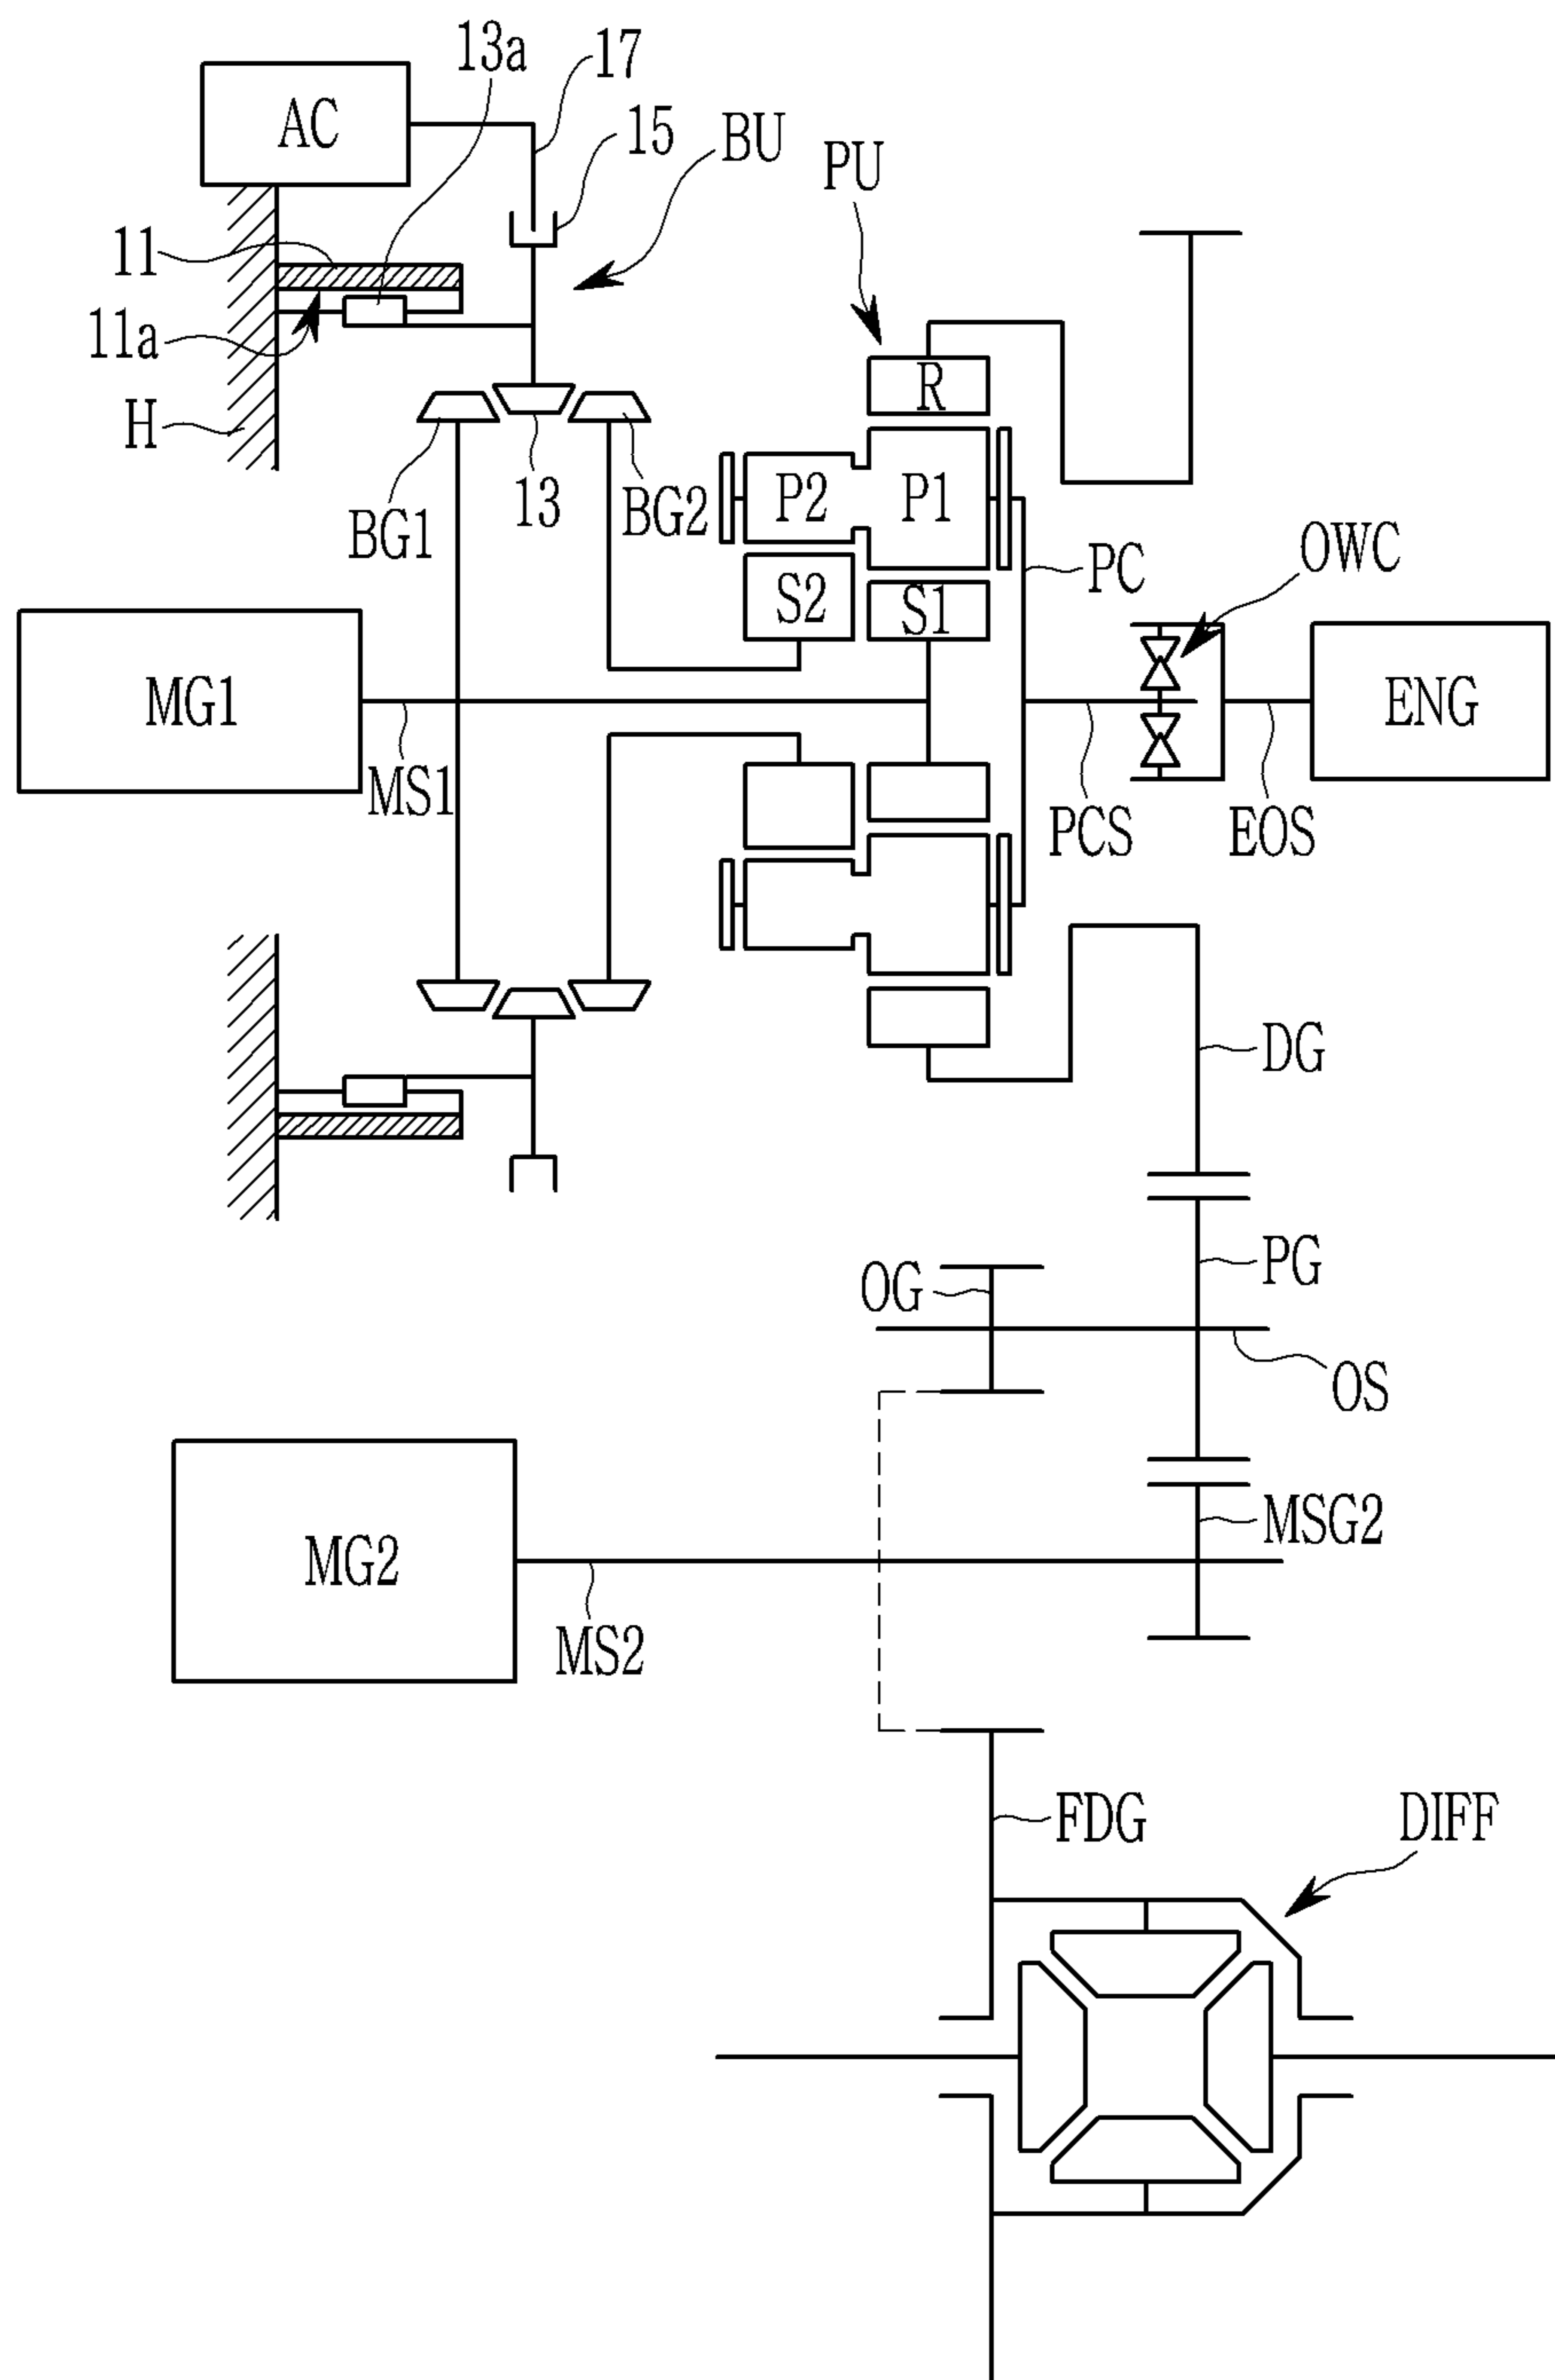 13a
17
AC
15
BU
PU
11
11a
R
H
P2
P1
13
BG2
BG1
OWC
PC
S2
S1
MG1
ENG
MS1
PCS
EOS
DG
PG
OG
OS
MSG2
MG2
MS2
FDG
DIFF